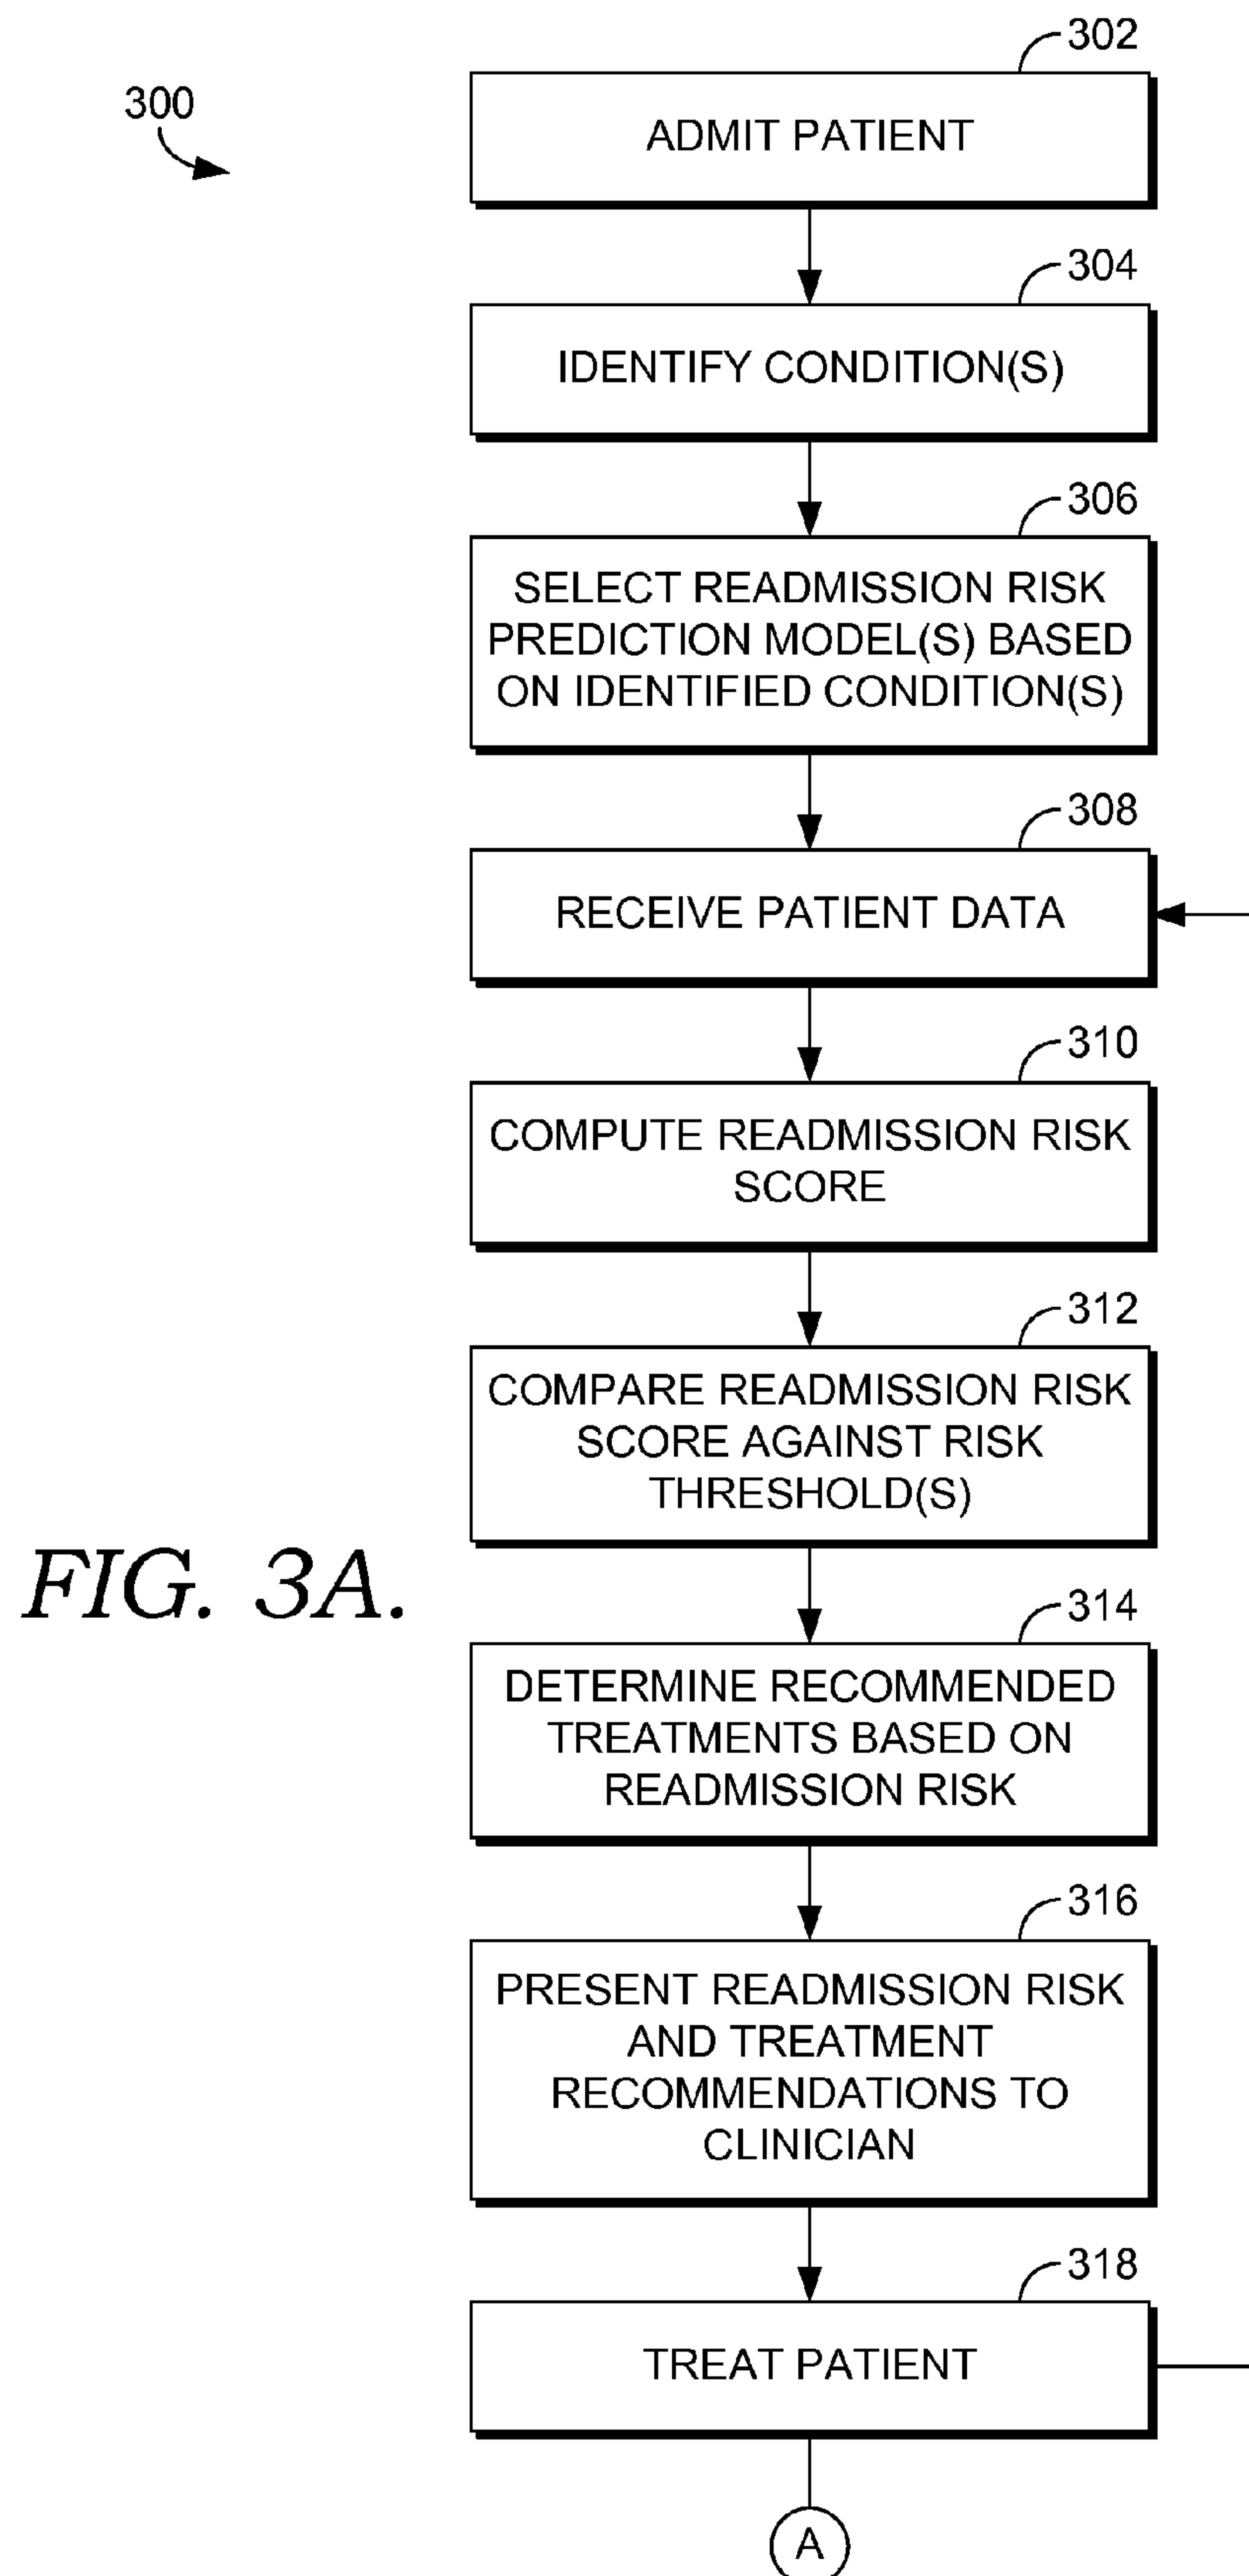 300
302
ADMIT PATIENT
304
IDENTIFY CONDITION(S)
306
SELECT READMISSION RISK
PREDICTION MODEL(S) BASED
ON IDENTIFIED CONDITION(S)
308
RECEIVE PATIENT DATA
310
COMPUTE READMISSION RISK
SCORE
312
COMPARE READMISSION RISK
SCORE AGAINST RISK
THRESHOLD(S)
FIG. 3A.
314
DETERMINE RECOMMENDED
TREATMENTS BASED ON
READMISSION RISK
316
PRESENT READMISSION RISK
AND TREATMENT
RECOMMENDATIONS TO
CLINICIAN
318
TREAT PATIENT
A